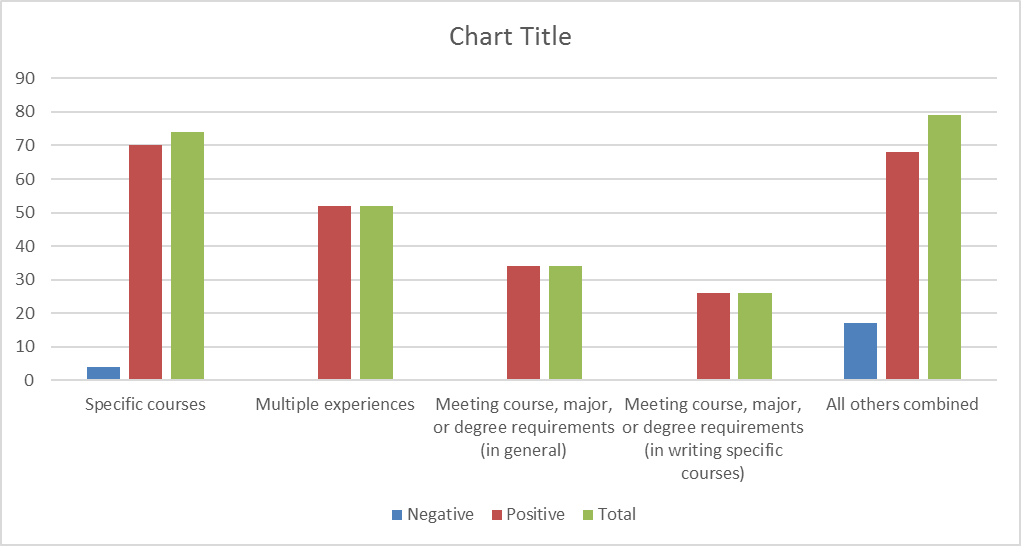 Chart Title
90
80
70
60
50
40
30
20
10
0
Specific courses
Multiple experiences
Meeting course, major,
or degree requirements
(in general)
Meeting course, major,
or degree requirements
(in writing specific
courses)
All others combined
Negative Positive Total